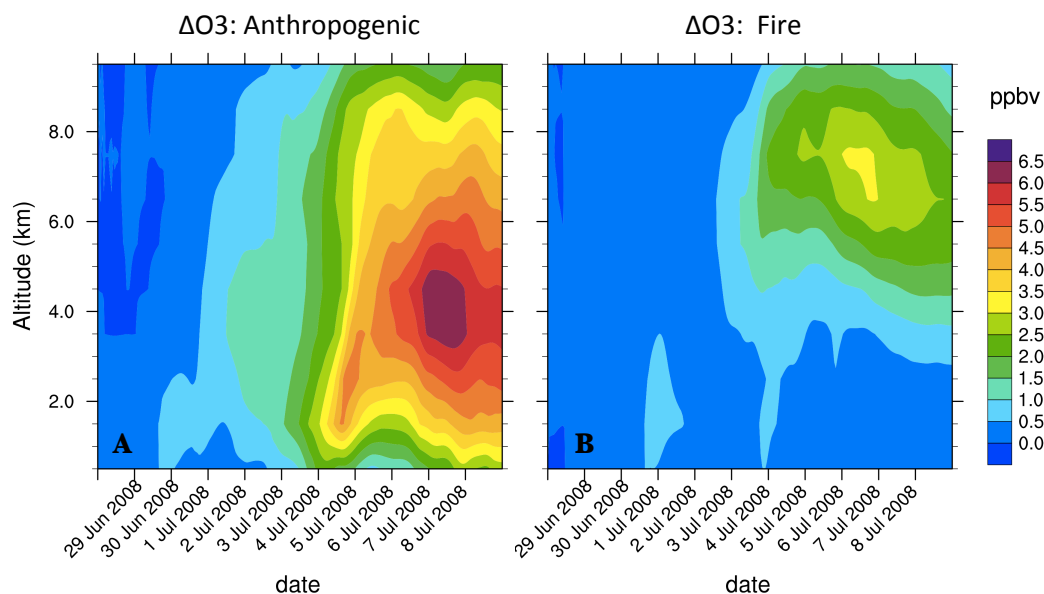 ΔO3: Anthropogenic
ΔO3: Fire
ppbv
Altitude (km)
8.0
6.0
4.0
2.0
A
B
6.5
6.0
5.5
5.0
4.5
4.0
3.5
3.0
2.5
2.0
1.5
1.0
0.5
0.0
29 Jun 2008
30 Jun 2008
1 Jul 2008
2 Jul 2008
3 Jul 2008
4 Jul 2008
5 Jul 2008
6 Jul 2008
7 Jul 2008
8 Jul 2008
29 Jun 2008
30 Jun 2008
1 Jul 2008
2 Jul 2008
3 Jul 2008
4 Jul 2008
5 Jul 2008
6 Jul 2008
7 Jul 2008
8 Jul 2008
date
date